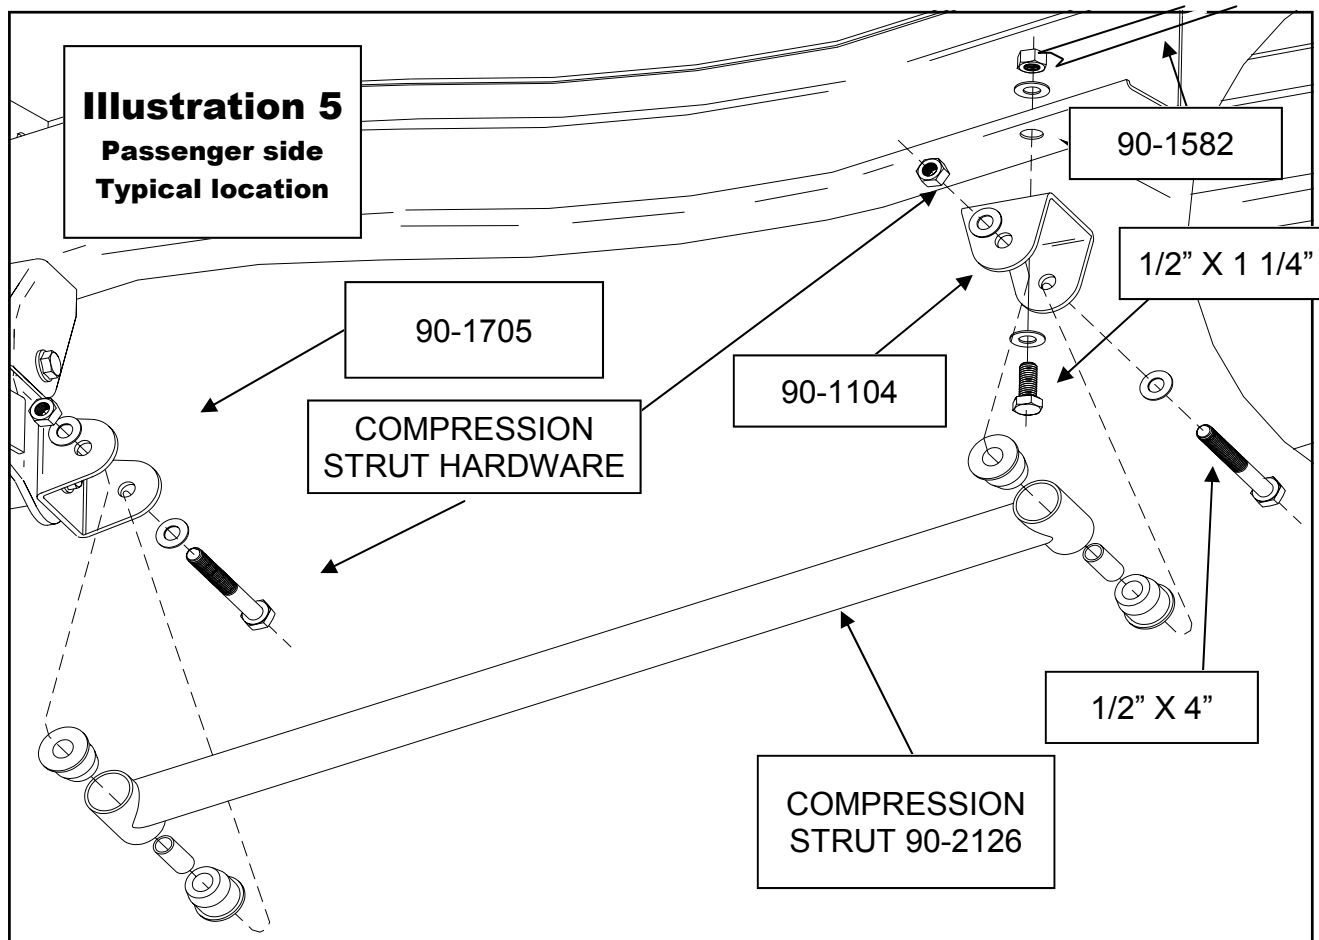 Illustration 5
Passenger side
Typical location
90-1582
1/2” X 1 1/4”
90-1705
90-1104
COMPRESSION
STRUT HARDWARE
1/2” X 4”
COMPRESSION
STRUT 90-2126